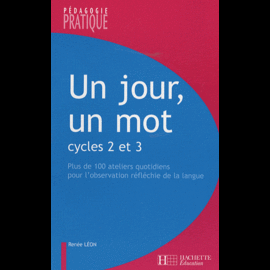 PÉDAGOGIE
PRATIQUE
Un jour,
un mot
cycles 2 et 3
Plus de 100 ateliers quotidiens
pour l'observation réfléchie de la langue
Renée LÉON
HACHETTE
Éducation